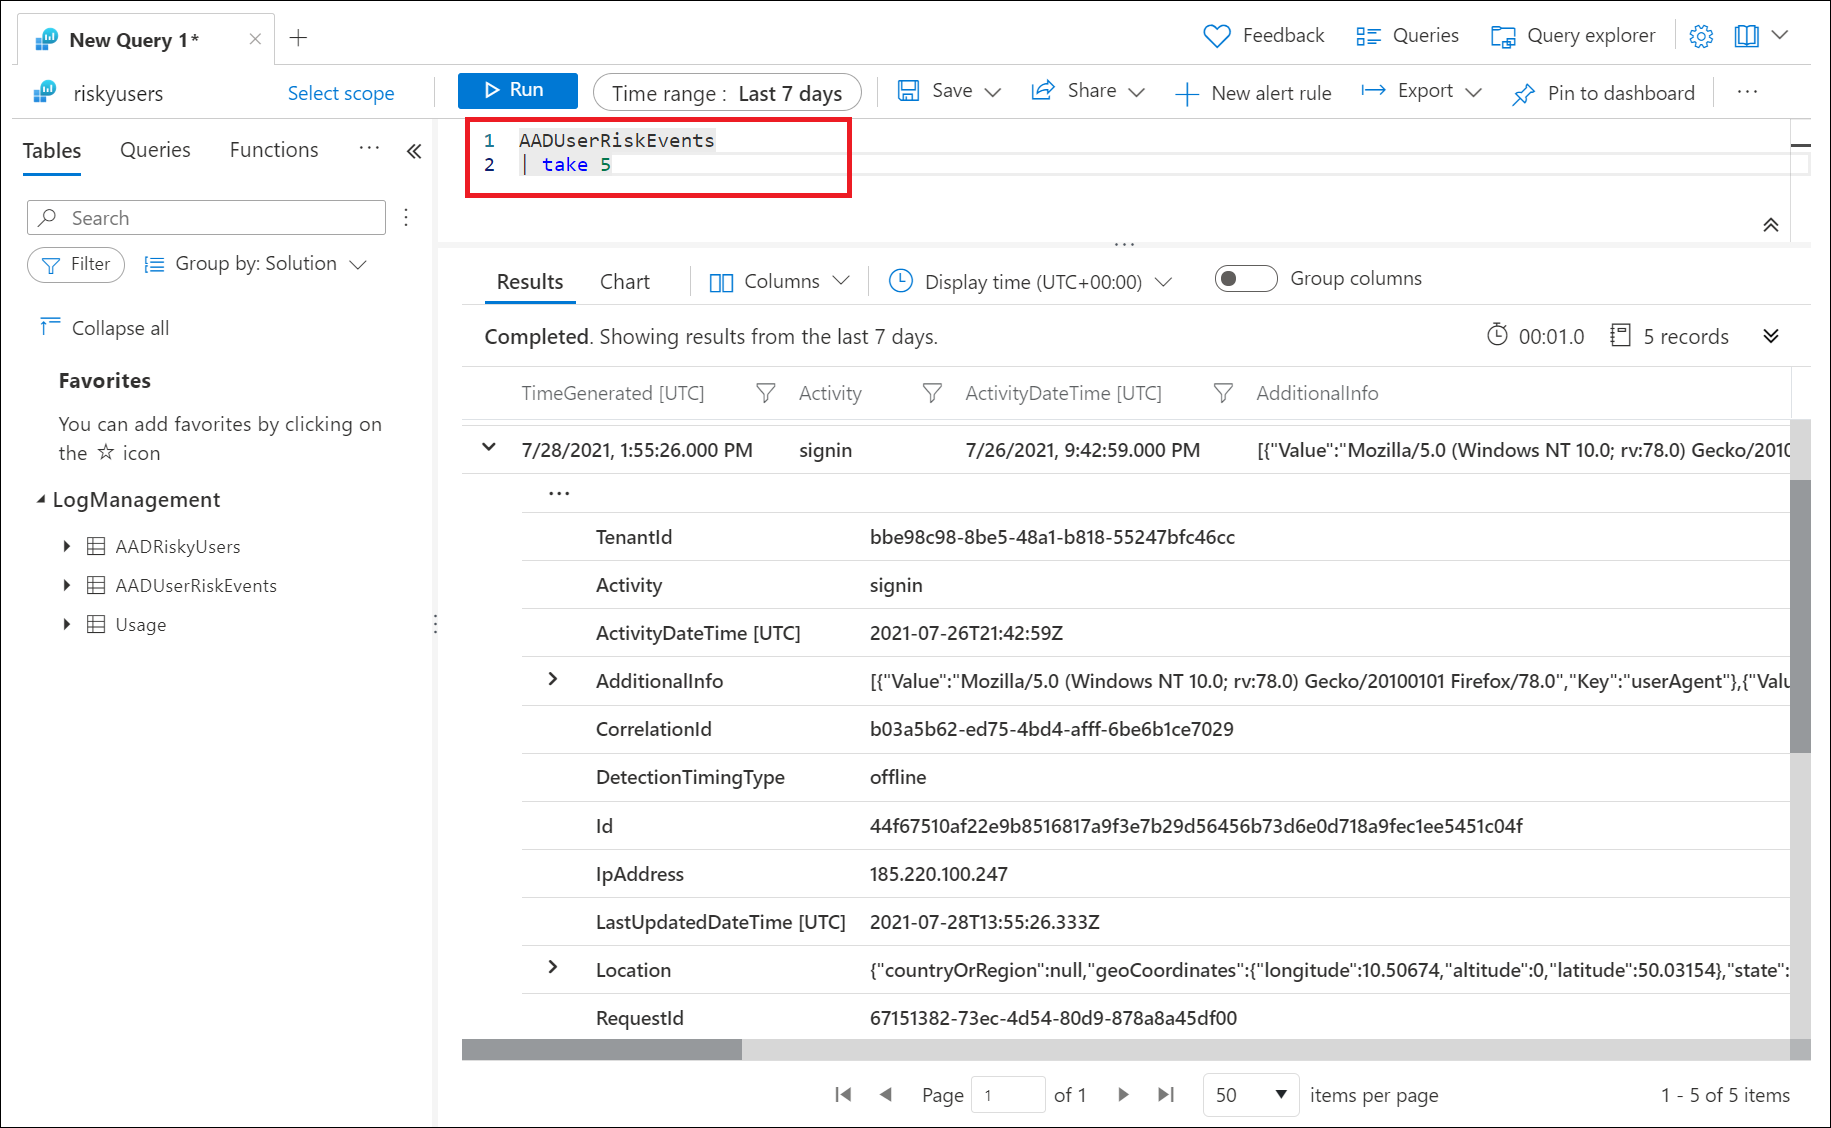 New Query 1*
Feedback
Queries
Query explorer
riskyusers
Select scope
Run
Time range : Last 7 days
Save
Share
New alert rule
Export
Pin to dashboard
Tables
Queries
Functions
1 AADUserRiskEvents
2 | take 5
Search
Filter
Group by: Solution
Collapse all
Favorites
You can add favorites by clicking on
the ☆ icon
LogManagement
AADRiskyUsers
AADUserRiskEvents
Usage
Results
Chart
Columns
Display time (UTC+00:00)
Group columns
Completed. Showing results from the last 7 days.
00:01.0
5 records
TimeGenerated [UTC] Activity ActivityDateTime [UTC] AdditionalInfo
7/28/2021, 1:55:26.000 PM signin 7/26/2021, 9:42:59.000 PM [{"Value":"Mozilla/5.0 (Windows NT 10.0; rv:78.0) Gecko/2010
...
TenantId bbe98c98-8be5-48a1-b818-55247bfc46cc
Activity signin
ActivityDateTime [UTC] 2021-07-26T21:42:59Z
AdditionalInfo [{"Value":"Mozilla/5.0 (Windows NT 10.0; rv:78.0) Gecko/20100101 Firefox/78.0","Key":"userAgent"},{"Valu
CorrelationId b03a5b62-ed75-4bd4-afff-6be6b1ce7029
DetectionTimingType offline
Id 44f67510af22e9b8516817a9f3e7b29d56456b73d6e0d718a9fec1ee5451c04f
IpAddress 185.220.100.247
LastUpdatedDateTime [UTC] 2021-07-28T13:55:26.333Z
Location {"countryOrRegion":null,"geoCoordinates":{"longitude":10.50674,"altitude":0,"latitude":50.03154},"state":
RequestId 67151382-73ec-4d54-80d9-878a8a45df00
Page 1 of 1
50 items per page
1 - 5 of 5 items